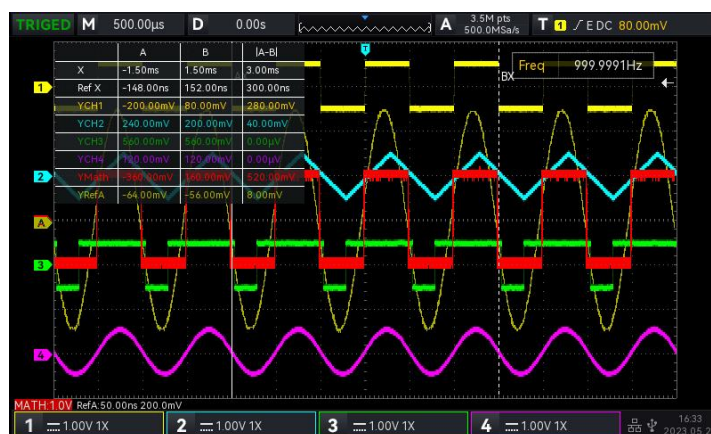 TRIGED M 500.00μs D 0.00s A 3.5M pts 500.0MSa/s T 1 E DC 80.00mV
T
A B |A-B|
X -1.50ms 1.50ms 3.00ms
Ref X -148.00ns 152.00ns 300.00ns
YCH1 -200.00mV 80.00mV 280.00mV
YCH2 240.00mV 200.00mV 40.00mV
YCH3 560.00mV 560.00mV 0.00μV
YCH4 120.00mV 120.00mV 0.00μV
YMath -360.00mV 160.00mV 520.00mV
YRefA -64.00mV -56.00mV 8.00mV
Freq 999.9991Hz
BX
1
2
A
3
4
MATH:1.0V RefA:50.00ns 200.0mV
1 1.00V 1X 2 1.00V 1X 3 1.00V 1X 4 1.00V 1X
16:33